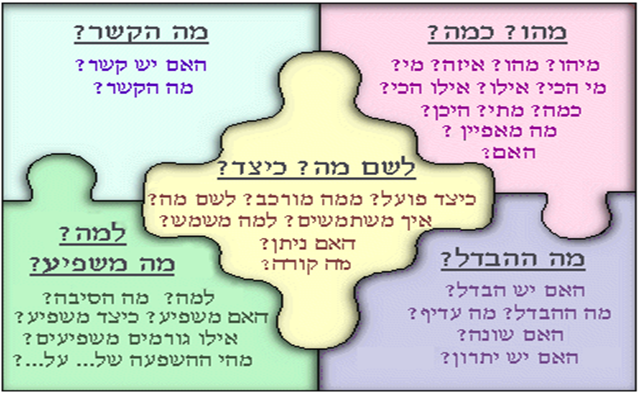 מהו? כמה?
מיהו? מהו? איזה? מי?
מי הכי? אילו? אילו הכי?
כמה? מתי? היכן?
מה מאפיין ?
האם?
מה הקשר?
האם יש קשר?
מה הקשר?
לשם מה? כיצד?
כיצד פועל? ממה מורכב? לשם מה?
איך משתמשים? למה משמש?
האם ניתן?
מה קורה?
מה ההבדל?
האם יש הבדל?
מה ההבדל? מה עדיף?
האם שונה?
האם יש יתרון?
למה?
מה משפיע?
למה? מה הסיבה?
האם משפיע? כיצד משפיע?
אילו גורמים משפיעים?
מהי ההשפעה של... על...?